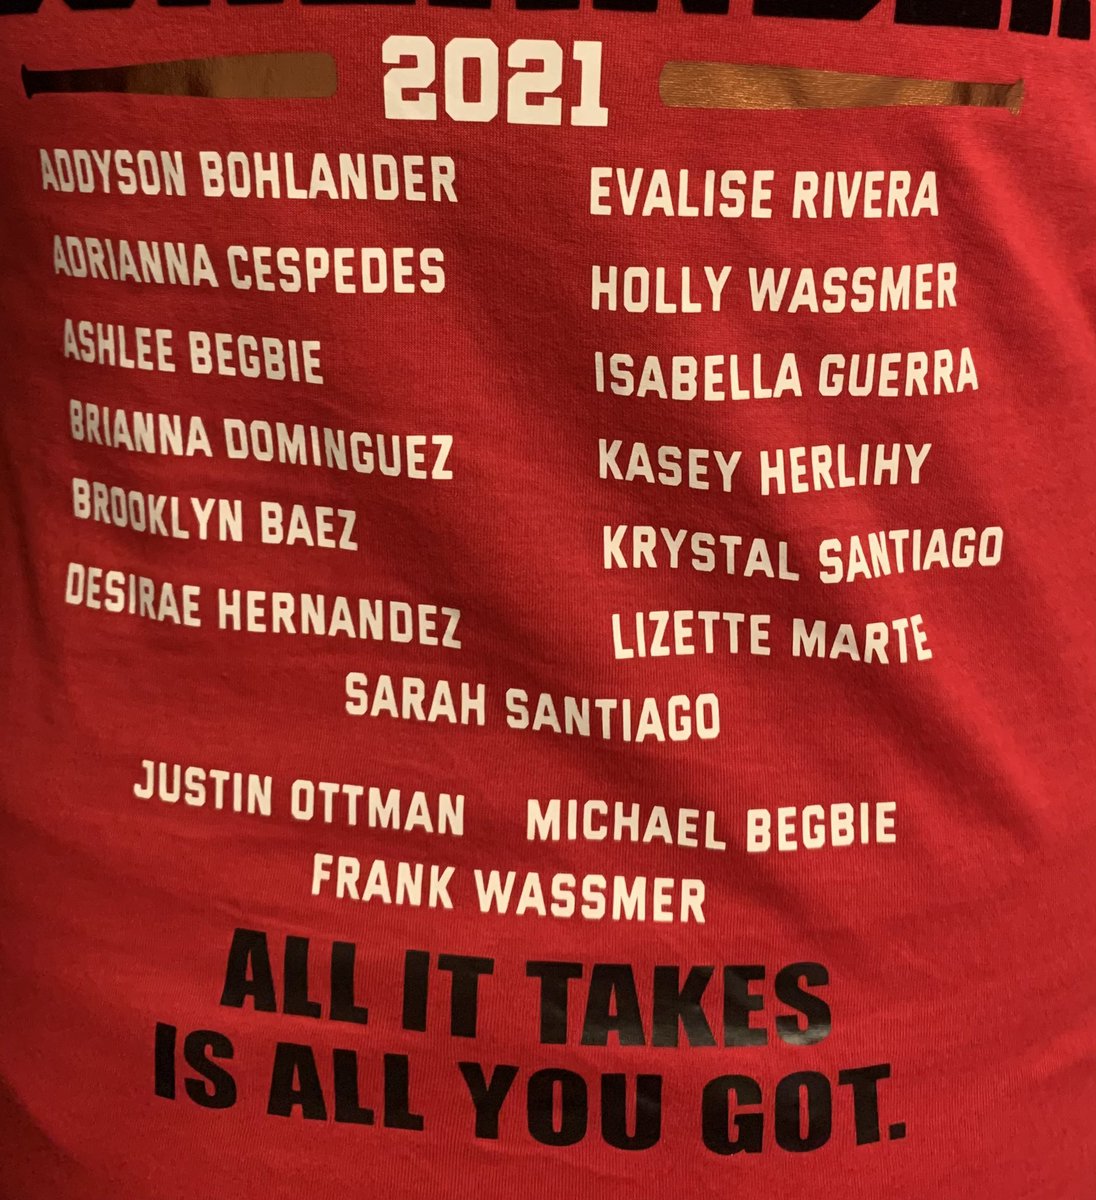 2021
ADDYSON BOHLANDER
ADRIANNA CESPEDES
ASHLEE BEGBIE
BRIANNA DOMINGUEZ
BROOKLYN BAEZ
DESIRAE HERNANDEZ
EVALISE RIVERA
HOLLY WASSMER
ISABELLA GUERRA
KASEY HERLIHY
KRYSTAL SANTIAGO
LIZETTE MARTE
SARAH SANTIAGO
JUSTIN OTTMAN MICHAEL BEGBIE
FRANK WASSMER
ALL IT TAKES
IS ALL YOU GOT.